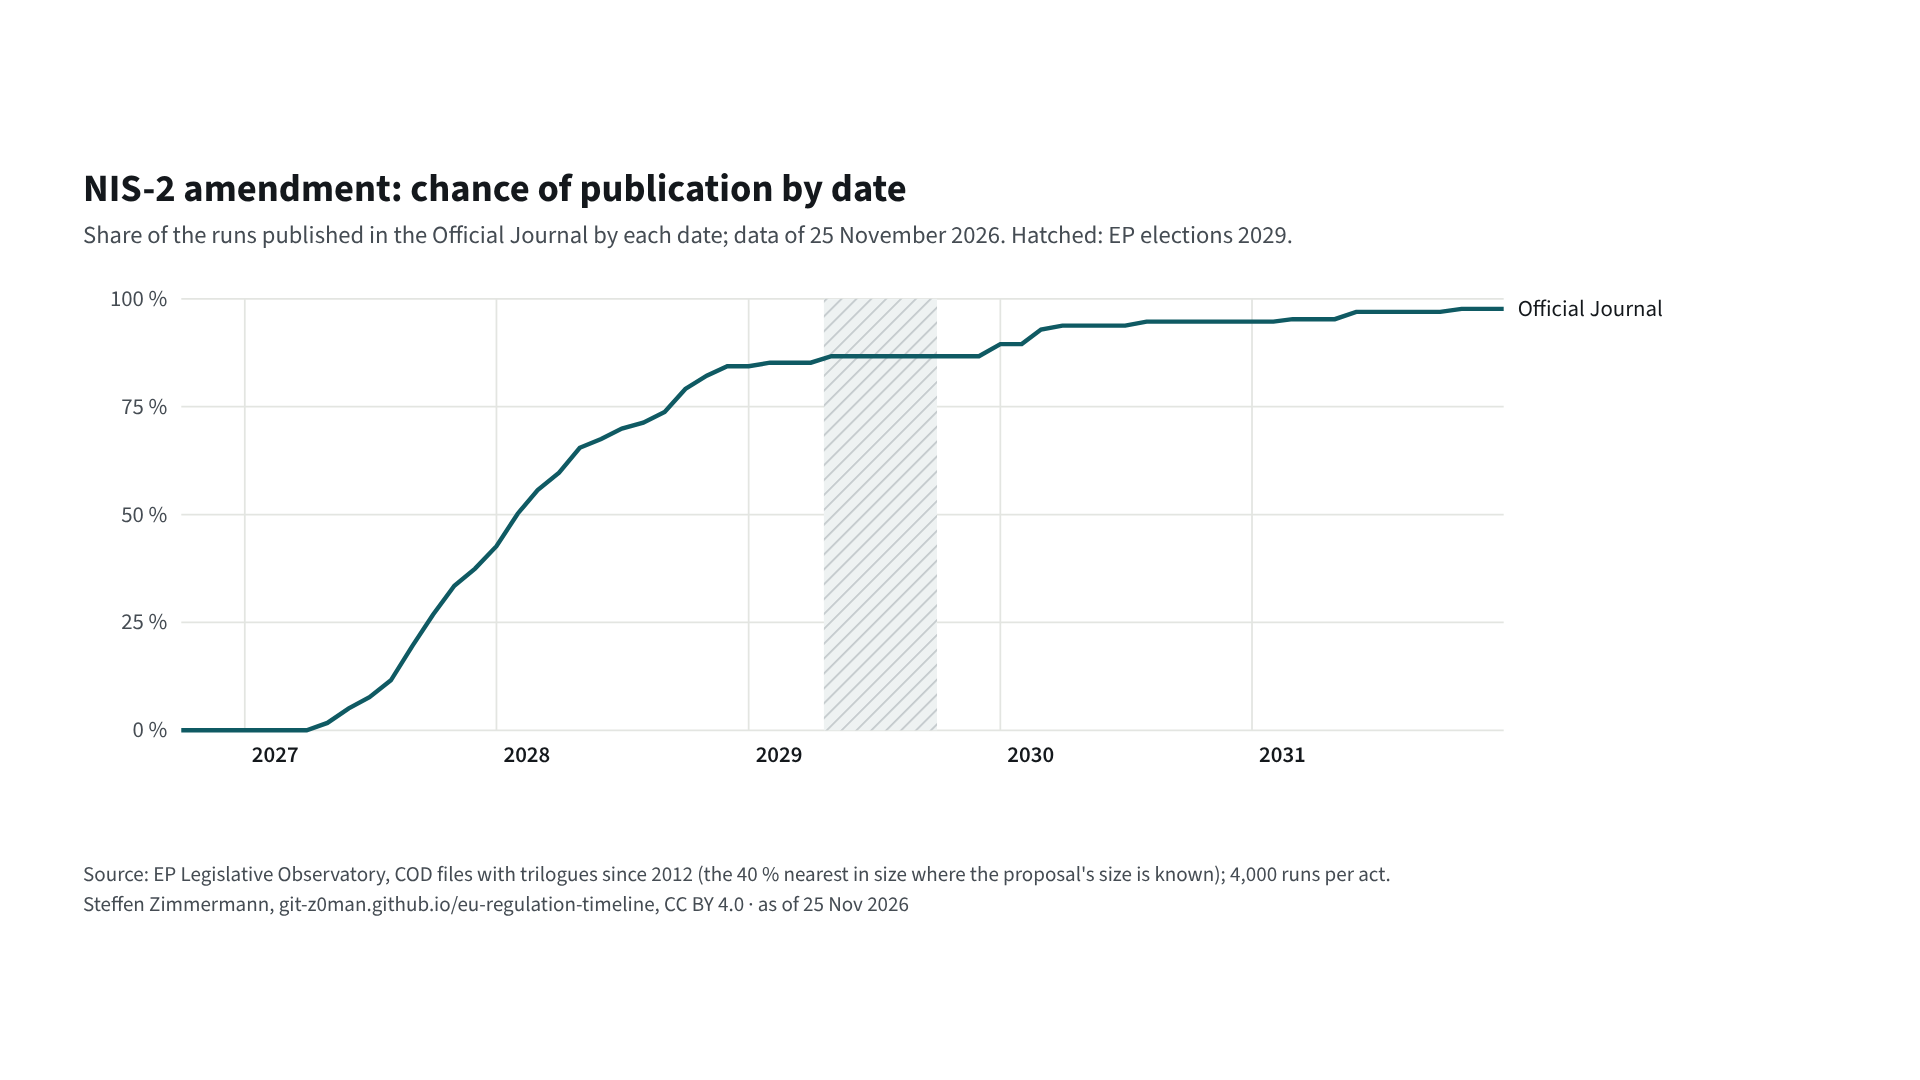 NIS-2 amendment: chance of publication by date
Share of the runs published in the Official Journal by each date; data of 25 November 2026. Hatched: EP elections 2029.
100 %
Official Journal
75 %
50 %
25 %
0 %
2027 2028 2029 2030 2031
Source: EP Legislative Observatory, COD files with trilogues since 2012 (the 40 % nearest in size where the proposal's size is known); 4,000 runs per act.
Steffen Zimmermann, git-z0man.github.io/eu-regulation-timeline, CC BY 4.0 · as of 25 Nov 2026